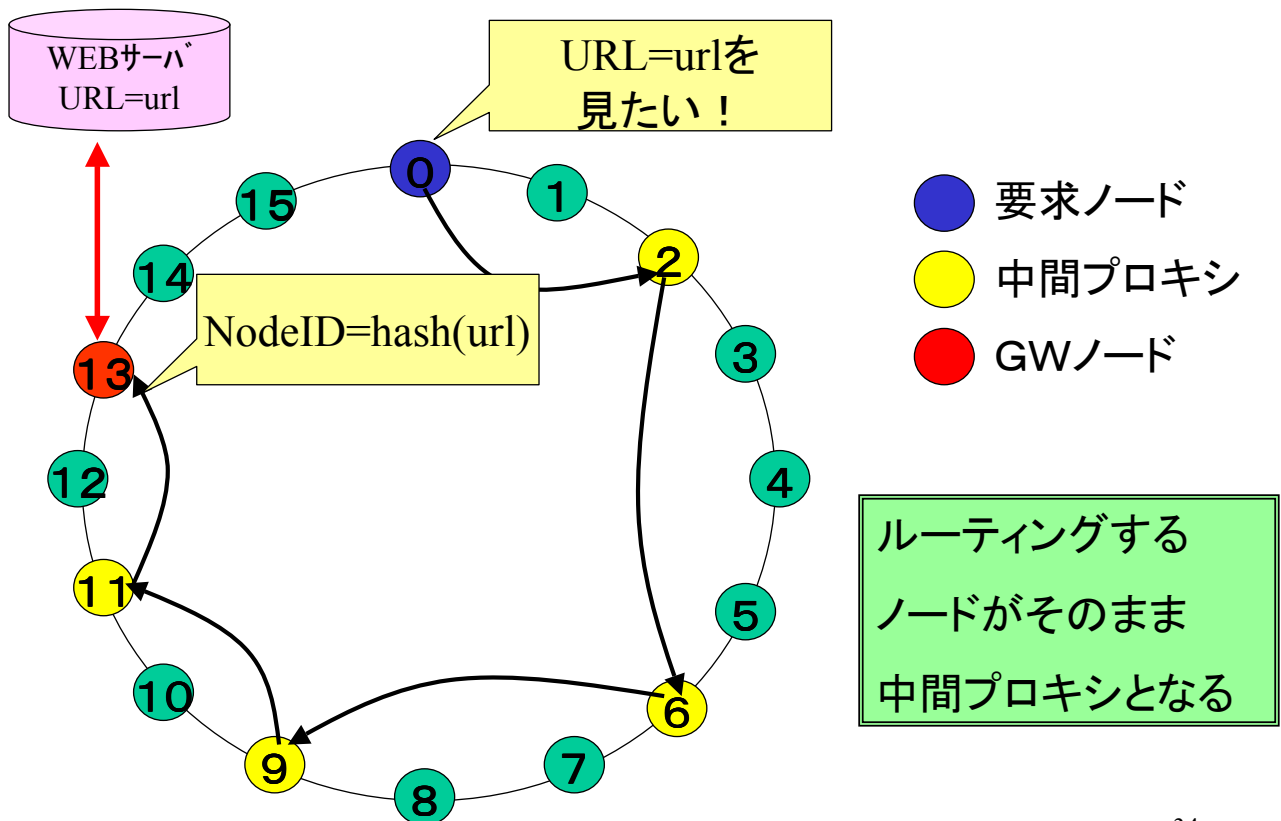 WEBサーバ
URL=url
URL=urlを
見たい！
0
1
2
3
4
5
6
7
8
9
10
11
12
13
14
15
NodeID=hash(url)
要求ノード
中間プロキシ
GWノード
ルーティングする
ノードがそのまま
中間プロキシとなる